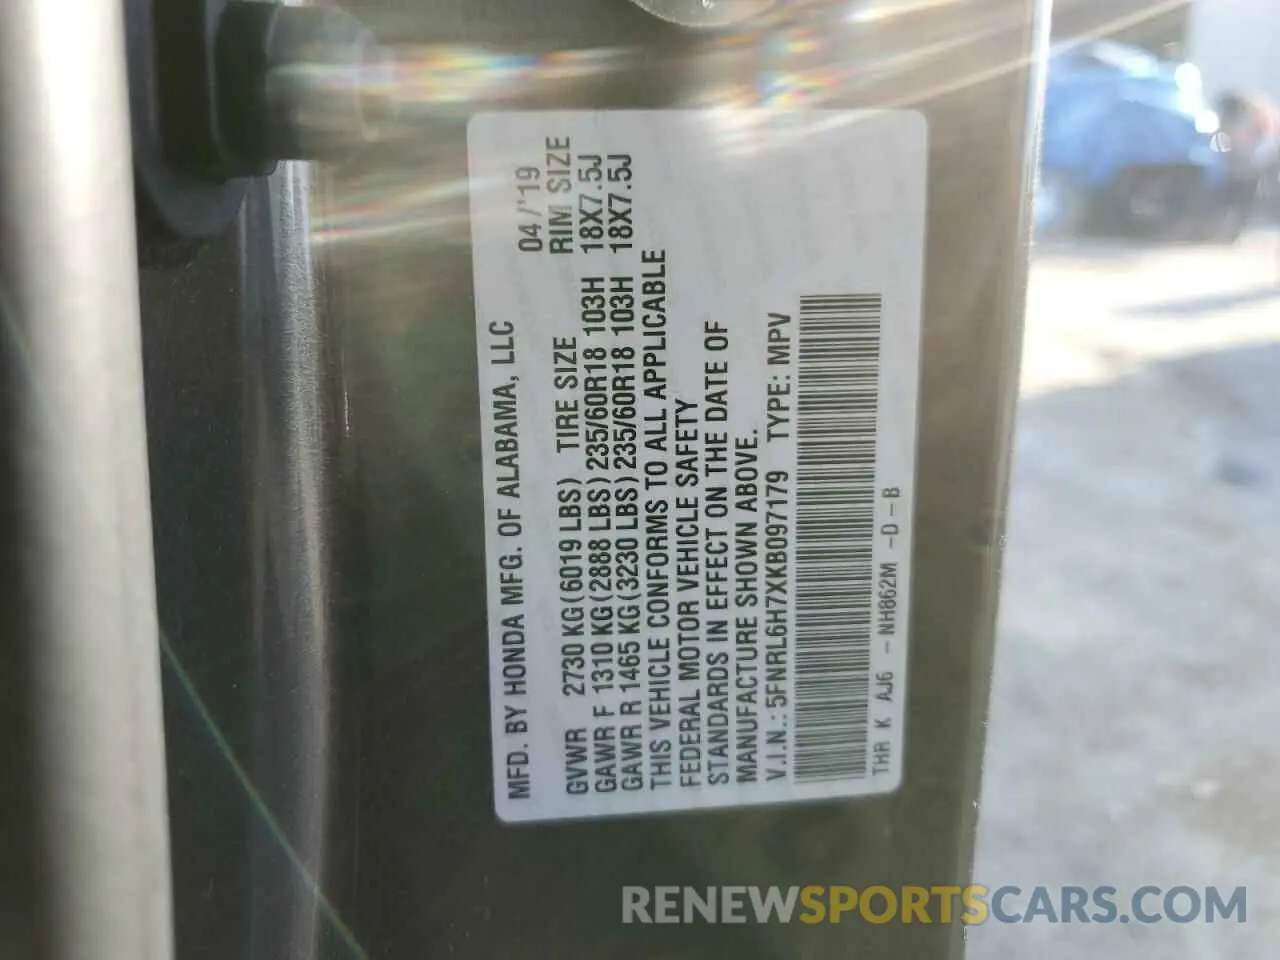 MFD. BY HONDA MFG. OF ALABAMA, LLC 04/'19
GVWR 2730 KG(6019 LBS) TIRE SIZE RIM SIZE
GAWR F 1310 KG(2888 LBS)235/60R18 103H 18X7.5J
GAWR R 1465 KG(3230 LBS)235/60R18 103H 18X7.5J
THIS VEHICLE CONFORMS TO ALL APPLICABLE
FEDERAL MOTOR VEHICLE SAFETY
STANDARDS IN EFFECT ON THE DATE OF
MANUFACTURE SHOWN ABOVE.
V.I.N.: 5FNRL6H7XKB097179 TYPE: MPV
THR K AJ6 - NH862M -D-B
RENEWSPORTSCARS.COM